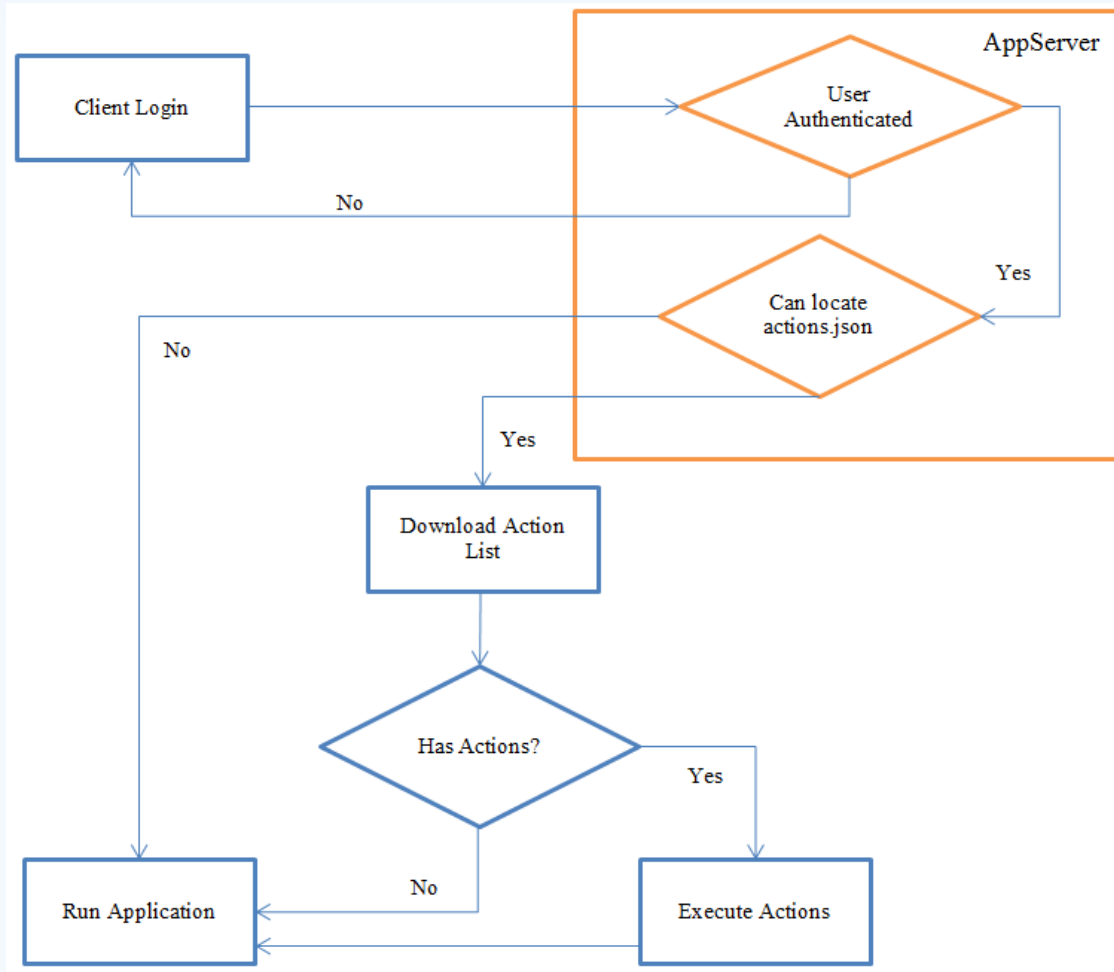 AppServer
Client Login
User
Authenticated
No
Yes
Can locate
actions.json
No
Yes
Download Action
List
Has Actions?
Yes
No
Run Application
Execute Actions